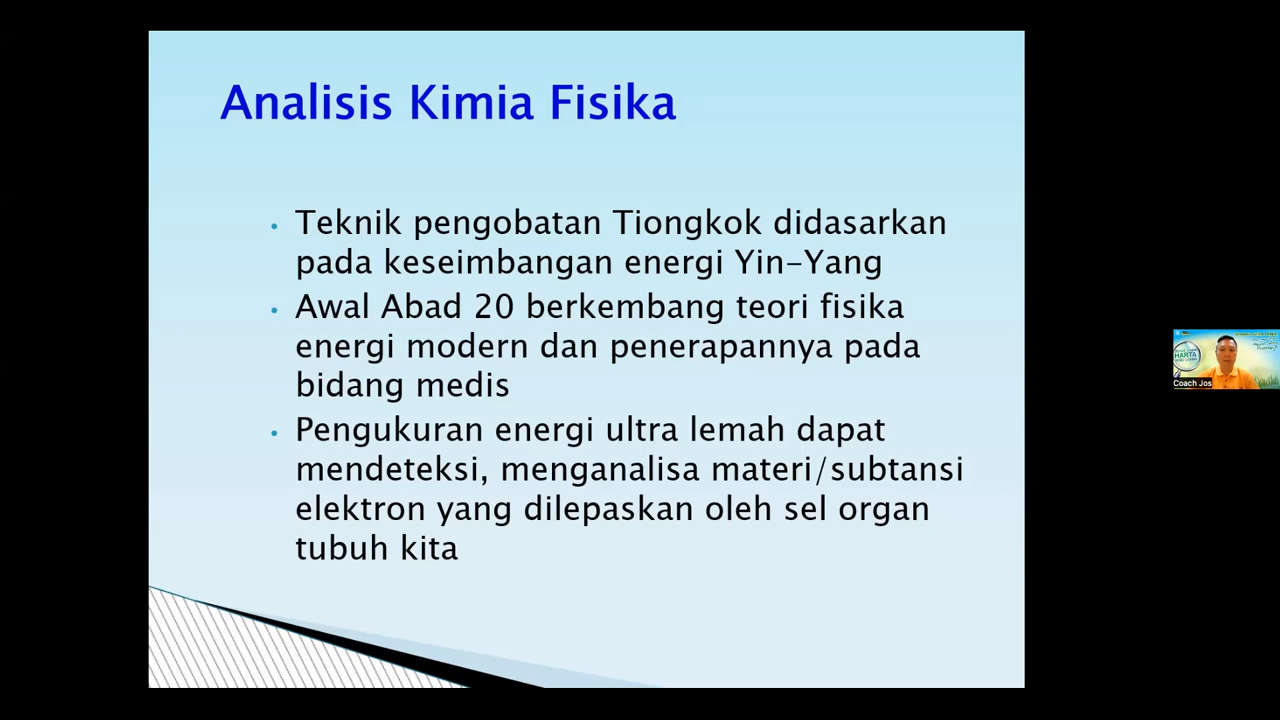 Analisis Kimia Fisika
• Teknik pengobatan Tiongkok didasarkan
pada keseimbangan energi Yin-Yang
• Awal Abad 20 berkembang teori fisika
energi modern dan penerapannya pada
bidang medis
• Pengukuran energi ultra lemah dapat
mendeteksi, menganalisa materi/subtansi
elektron yang dilepaskan oleh sel organ
tubuh kita
HARTA
Coach Jos